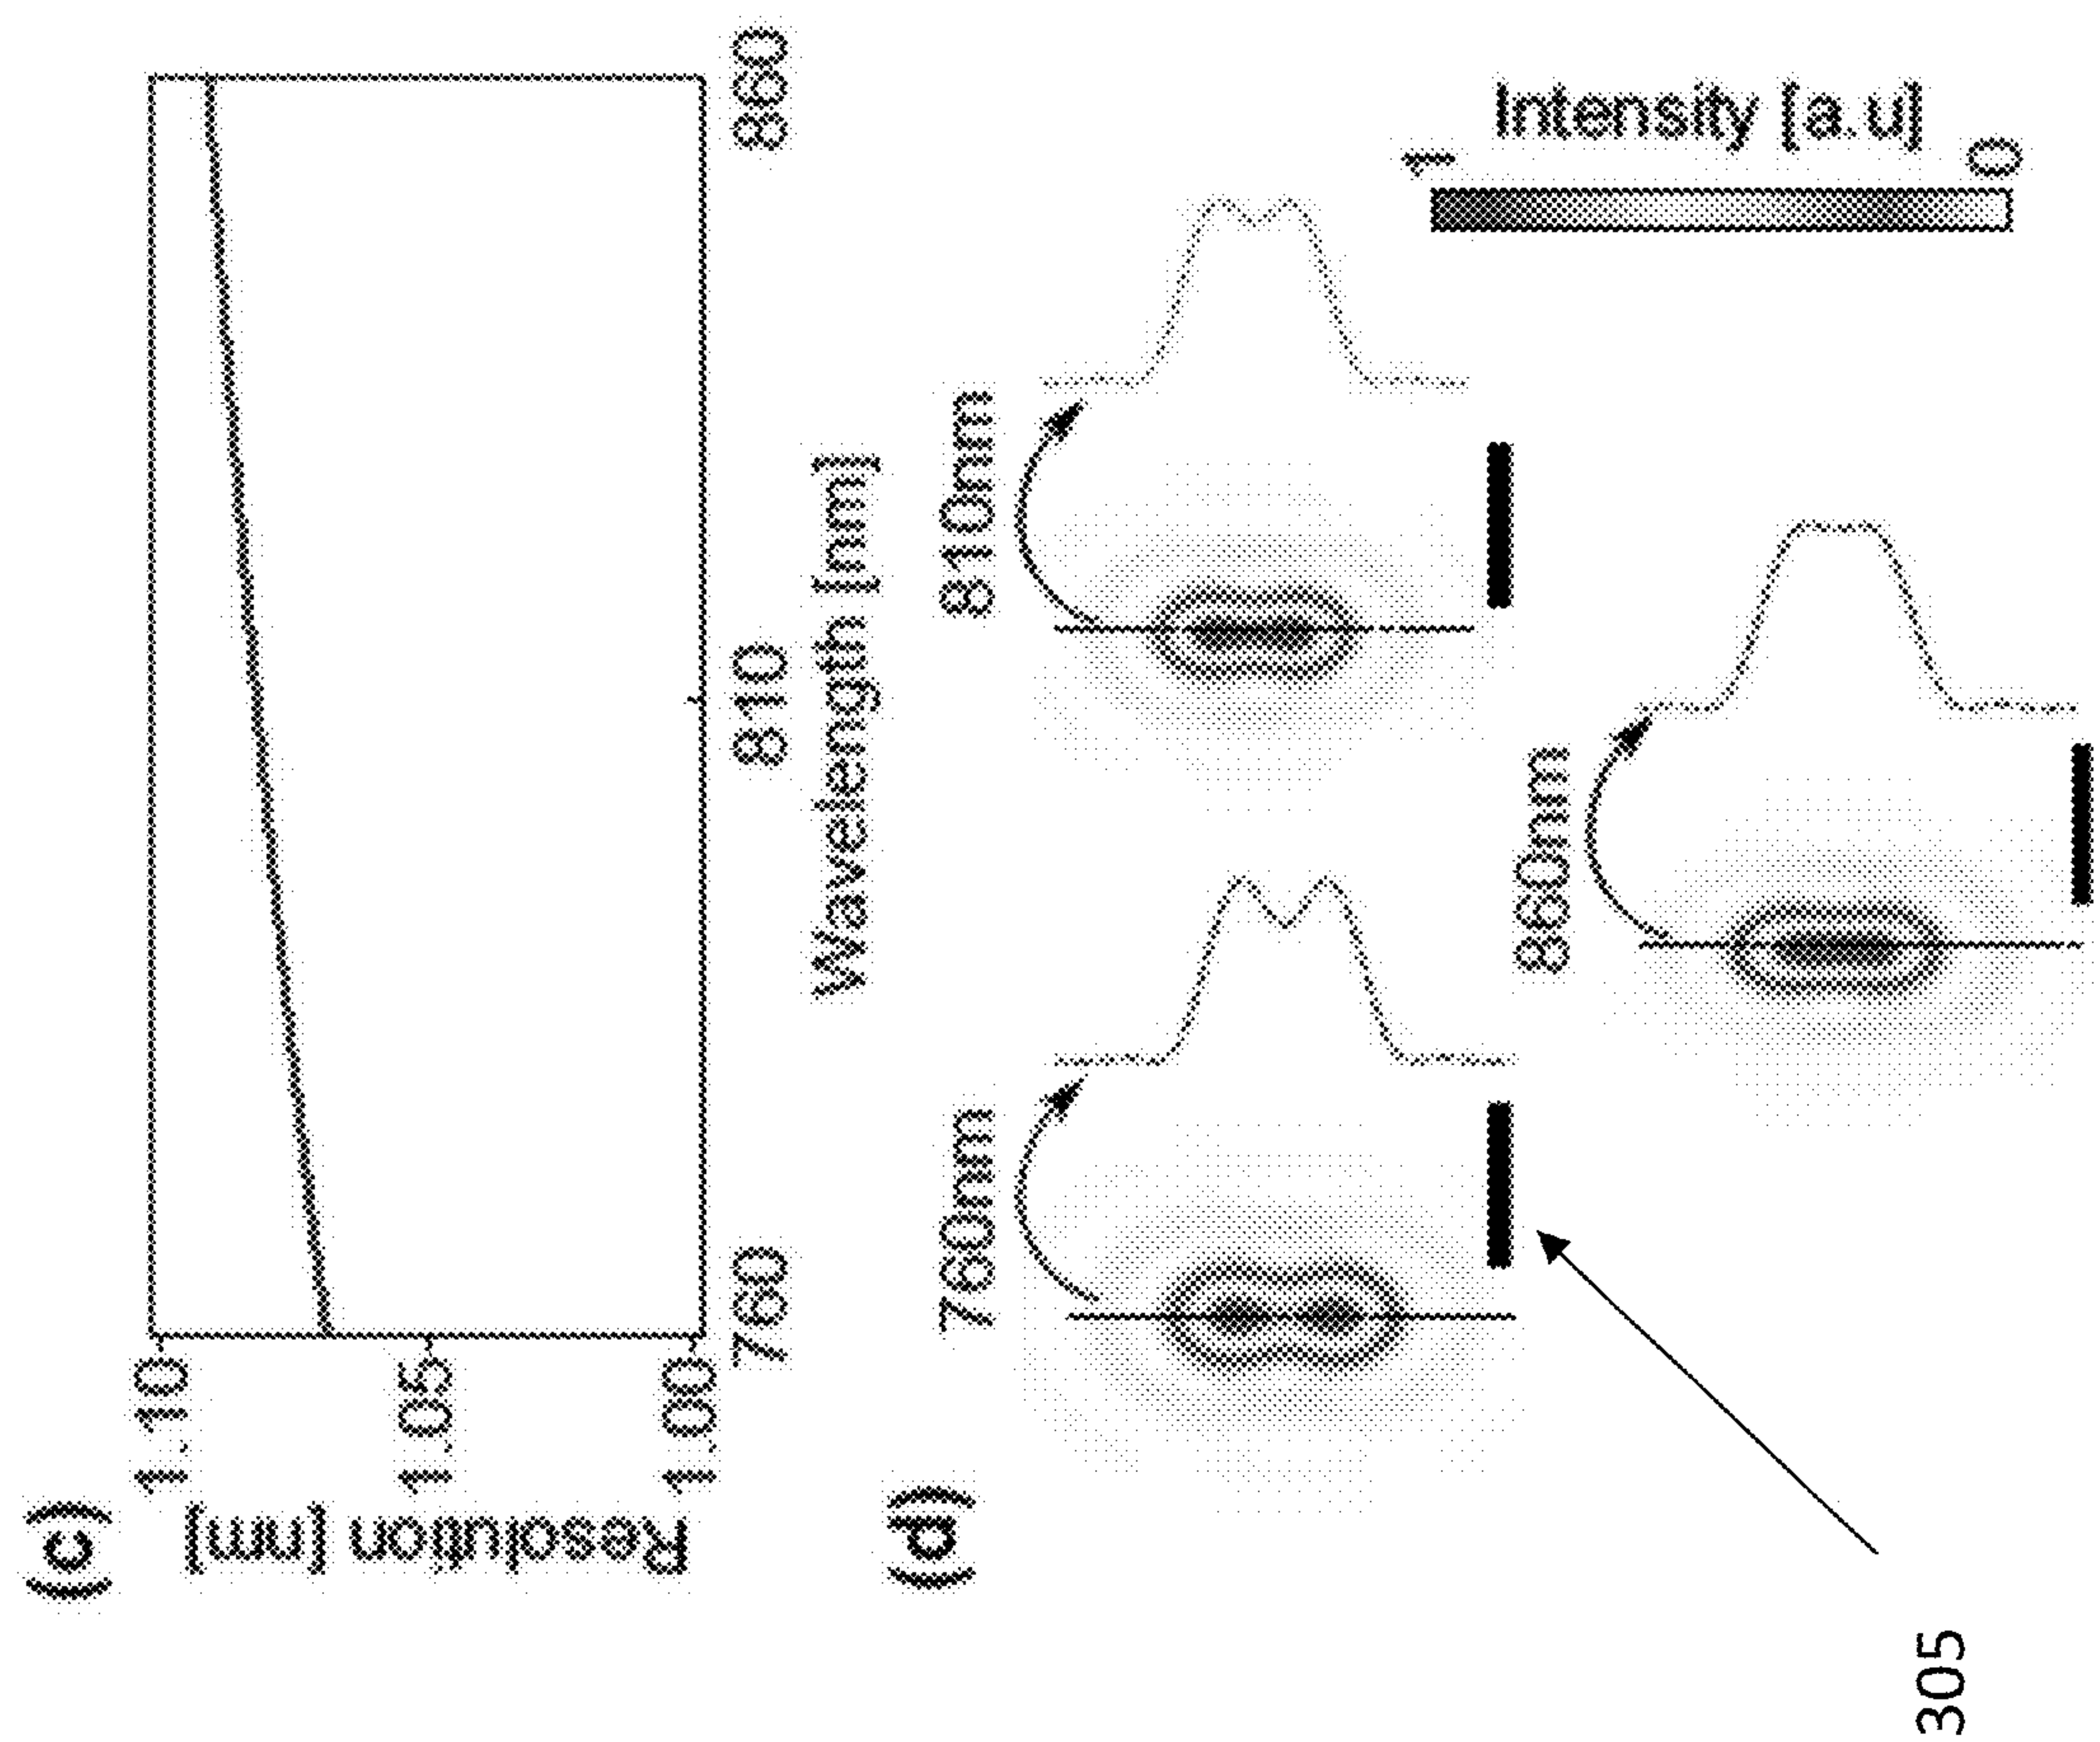 (c)
Resolution [nm]
1.10
1.05
1.00
760
810
860
Wavelength [nm]
(d)
760nm
810nm
860nm
1
0
Intensity [a.u]
305